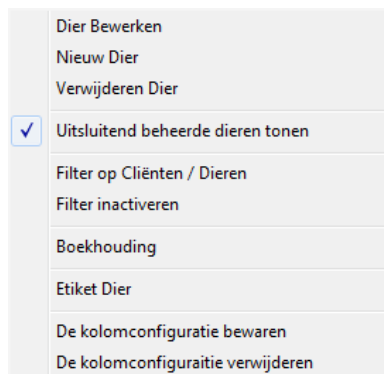 Dier Bewerken
Nieuw Dier
Verwijderen Dier
Uitsluitend beheerde dieren tonen
Filter op Cliënten / Dieren
Filter inactiveren
Boekhouding
Etiket Dier
De kolomconfiguratie bewaren
De kolomconfiguraitie verwijderen